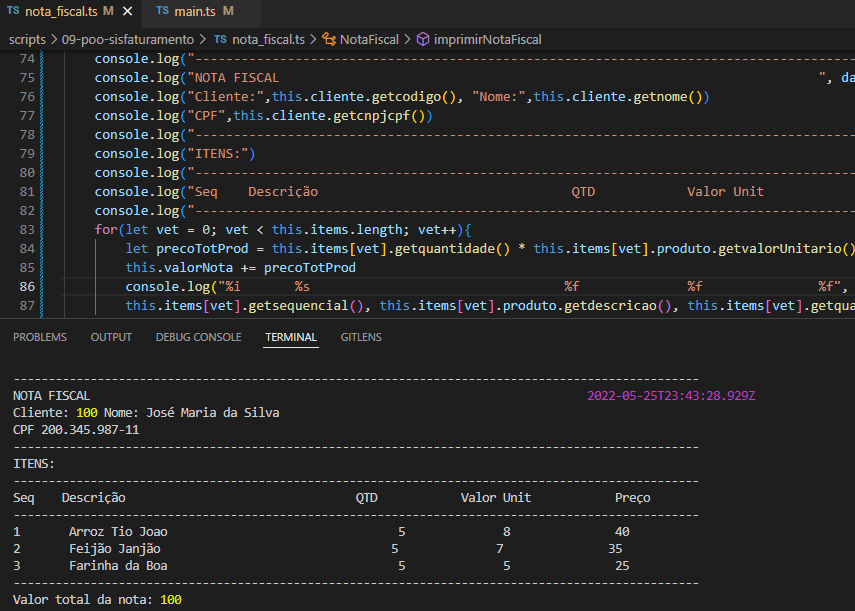 TS nota_fiscal.ts M × TS main.ts M
scripts > 09-poo-sisfaturamento > TS nota_fiscal.ts > NotaFiscal > imprimirNotaFiscal
74 console.log("--------------------------------------------------------------------------------------
75 console.log("NOTA FISCAL ", da
76 console.log("Cliente:",this.cliente.getcodigo(), "Nome:",this.cliente.getnome())
77 console.log("CPF",this.cliente.getcnpjcpf())
78 console.log("--------------------------------------------------------------------------------------
79 console.log("ITENS:")
80 console.log("--------------------------------------------------------------------------------------
81 console.log("Seq    Descrição                                 QTD            Valor Unit
82 console.log("--------------------------------------------------------------------------------------
83 for(let vet = 0; vet < this.items.length; vet++){
84 let precoTotProd = this.items[vet].getquantidade() * this.items[vet].produto.getvalorUnitario()
85 this.valorNota += precoTotProd
86 console.log("%i       %s                                 %f              %f               %f",
87 this.items[vet].getsequencial(), this.items[vet].produto.getdescricao(), this.items[vet].getqua
PROBLEMS OUTPUT DEBUG CONSOLE TERMINAL GITLENS
--------------------------------------------------------------------------------------------------
NOTA FISCAL 2022-05-25T23:43:28.929Z
Cliente: 100 Nome: José Maria da Silva
CPF 200.345.987-11
--------------------------------------------------------------------------------------------------
ITENS:
--------------------------------------------------------------------------------------------------
Seq    Descrição                                 QTD            Valor Unit            Preço
--------------------------------------------------------------------------------------------------
1       Arroz Tio Joao                                 5              8               40
2       Feijão Janjão                                 5              7               35
3       Farinha da Boa                                 5              5               25
--------------------------------------------------------------------------------------------------
Valor total da nota: 100